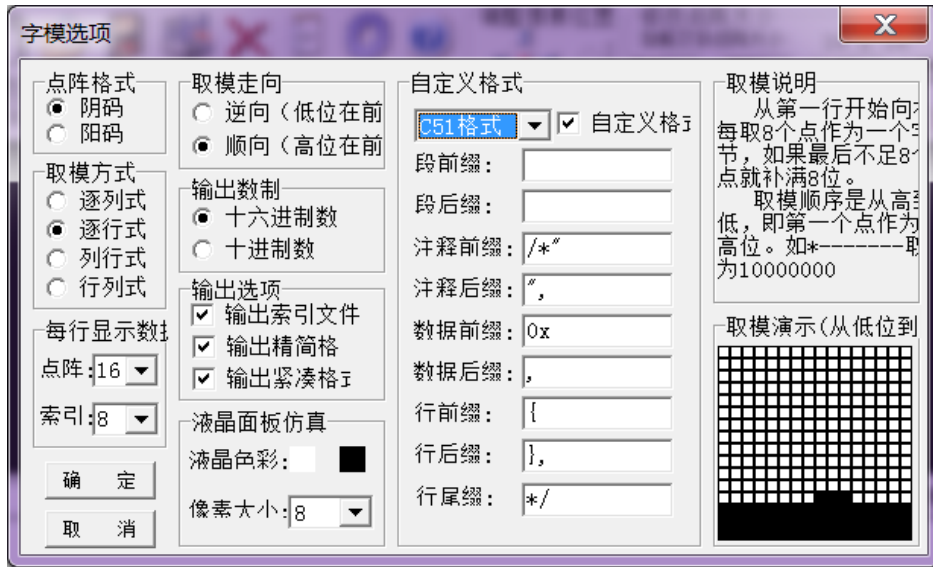 字模选项
点阵格式
阴码
阳码
取模方式
逐列式
逐行式
列行式
行列式
每行显示数据
点阵:16
索引:8
确 定
取 消
取模走向
逆向(低位在前
顺向(高位在前
输出数制
十六进制数
十进制数
输出选项
输出索引文件
输出精简格
输出紧凑格式
液晶面板仿真
液晶色彩:
像素大小:8
自定义格式
C51格式
自定义格式
段前缀:
段后缀:
注释前缀: /*"
注释后缀: ",
数据前缀: 0x
数据后缀: ,
行前缀: {
行后缀: },
行尾缀: */
取模说明
从第一行开始向右
每取8个点作为一个字
节,如果最后不足8个
点就补满8位。
取模顺序是从高到
低,即第一个点作为
高位。如*-------取
为10000000
取模演示(从低位到